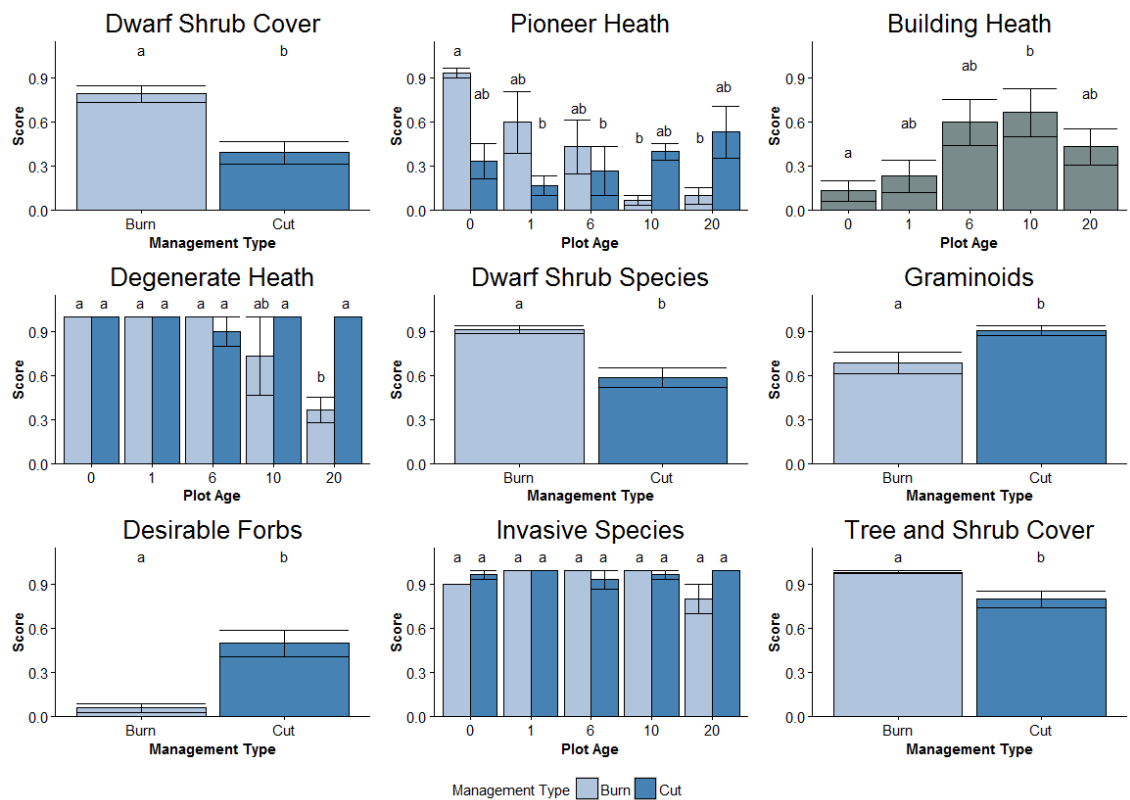 Dwarf Shrub Cover
a b
Score
0.9
0.6
0.3
0.0
Burn Cut
Management Type
Pioneer Heath
a ab ab b ab b b ab b ab
Score
0.9
0.6
0.3
0.0
0 1 6 10 20
Plot Age
Building Heath
a ab ab b ab
Score
0.9
0.6
0.3
0.0
0 1 6 10 20
Plot Age
Degenerate Heath
a a a a a a ab a b a
Score
0.9
0.6
0.3
0.0
0 1 6 10 20
Plot Age
Dwarf Shrub Species
a b
Score
0.9
0.6
0.3
0.0
Burn Cut
Management Type
Graminoids
a b
Score
0.9
0.6
0.3
0.0
Burn Cut
Management Type
Desirable Forbs
a b
Score
0.9
0.6
0.3
0.0
Burn Cut
Management Type
Invasive Species
a a a a a a a a a a
Score
0.9
0.6
0.3
0.0
0 1 6 10 20
Plot Age
Tree and Shrub Cover
a b
Score
0.9
0.6
0.3
0.0
Burn Cut
Management Type
Management Type Burn Cut